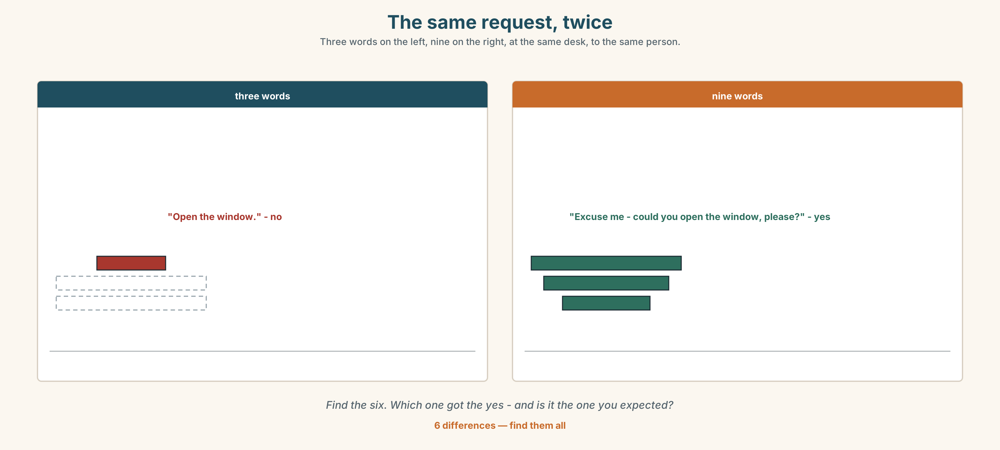 The same request, twice
Three words on the left, nine on the right, at the same desk, to the same person.
three words
nine words
"Open the window." - no
"Excuse me - could you open the window, please?" - yes
Find the six. Which one got the yes - and is it the one you expected?
6 differences — find them all